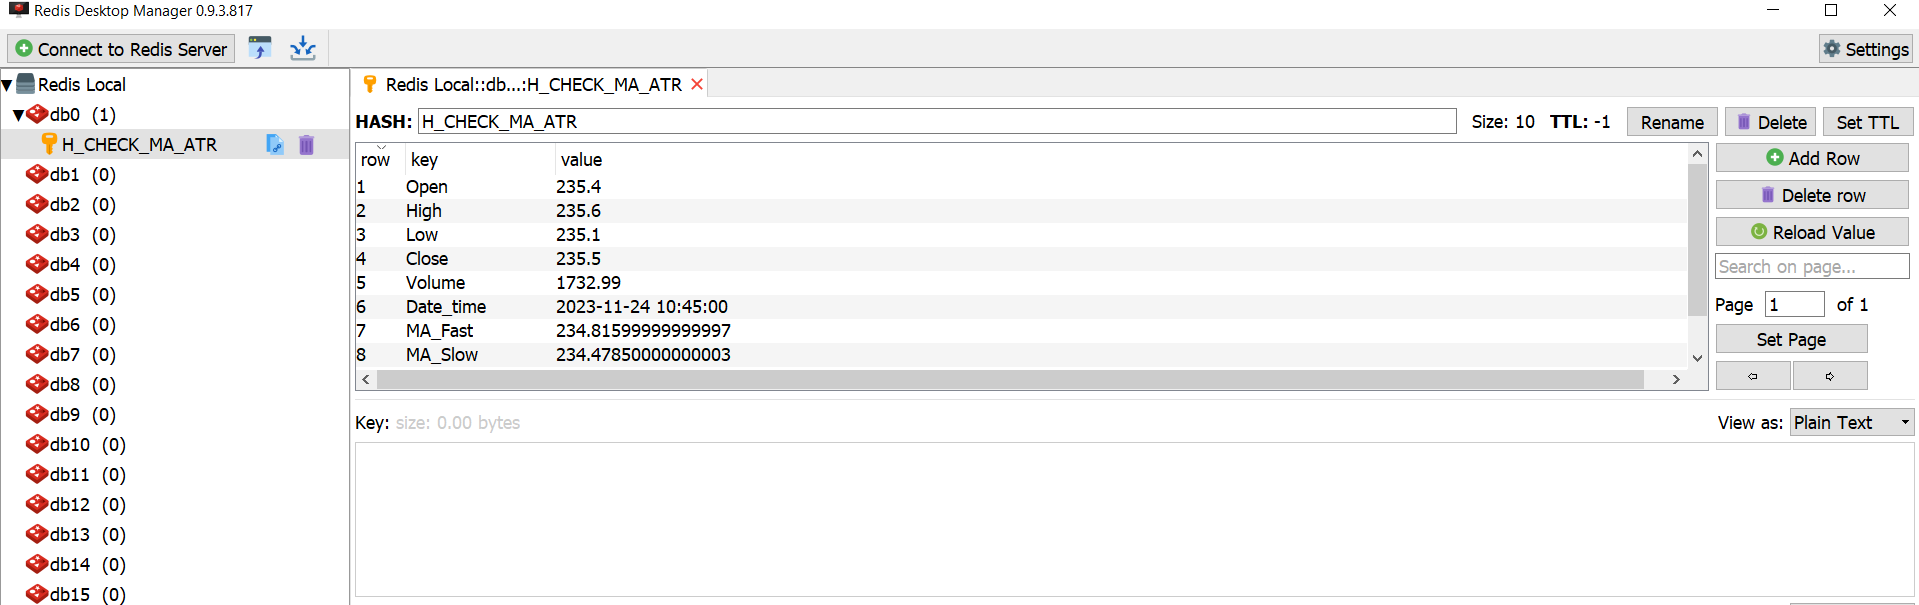 Redis Desktop Manager 0.9.3.817
Connect to Redis Server
Settings
Redis Local
db0 (1)
H_CHECK_MA_ATR
db1 (0)
db2 (0)
db3 (0)
db4 (0)
db5 (0)
db6 (0)
db7 (0)
db8 (0)
db9 (0)
db10 (0)
db11 (0)
db12 (0)
db13 (0)
db14 (0)
db15 (0)
Redis Local::db...:H_CHECK_MA_ATR
HASH: H_CHECK_MA_ATR Size: 10 TTL: -1 Rename Delete Set TTL
row key value
1 Open 235.4
2 High 235.6
3 Low 235.1
4 Close 235.5
5 Volume 1732.99
6 Date_time 2023-11-24 10:45:00
7 MA_Fast 234.81599999999997
8 MA_Slow 234.47850000000003
Add Row
Delete row
Reload Value
Search on page...
Page 1 of 1
Set Page
Key: size: 0.00 bytes
View as: Plain Text